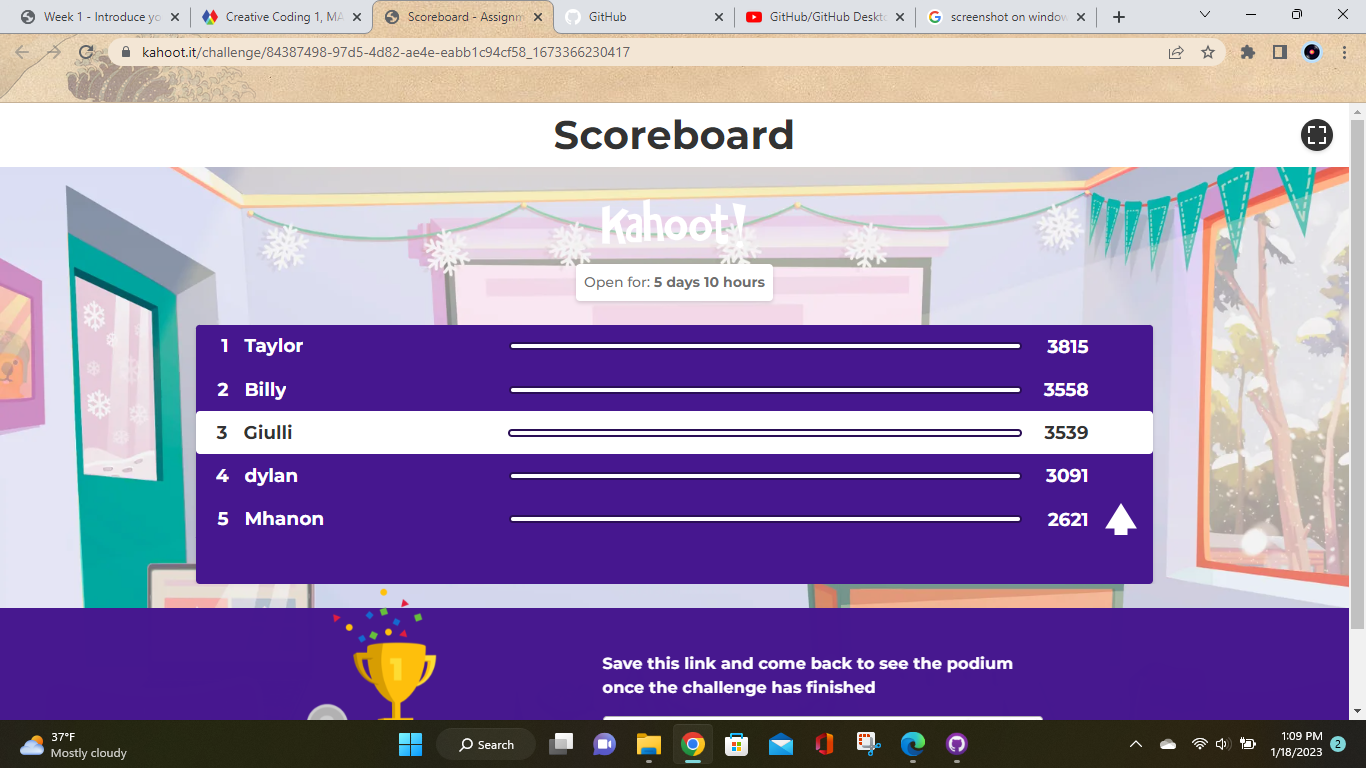 Week 1 - Introduce yo
Creative Coding 1, MA
Scoreboard - Assignm
GitHub
GitHub/GitHub Deskto
screenshot on window
kahoot.it/challenge/84387498-97d5-4d82-ae4e-eabb1c94cf58_1673366230417
Scoreboard
Kahoot!
Open for: 5 days 10 hours
1 Taylor 3815
2 Billy 3558
3 Giulli 3539
4 dylan 3091
5 Mhanon 2621
1
Save this link and come back to see the podium
once the challenge has finished
37°F
Mostly cloudy
Search
1:09 PM
1/18/2023
2